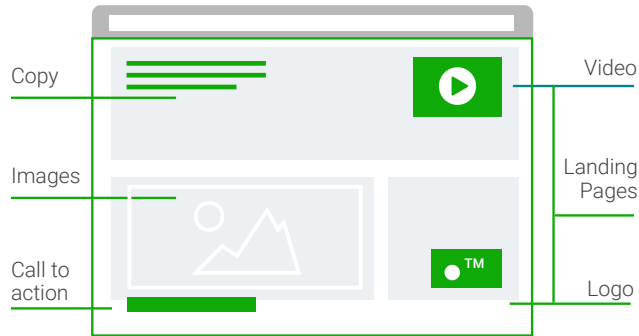 Copy
Images
Call to
action
Video
Landing
Pages
Logo
TM